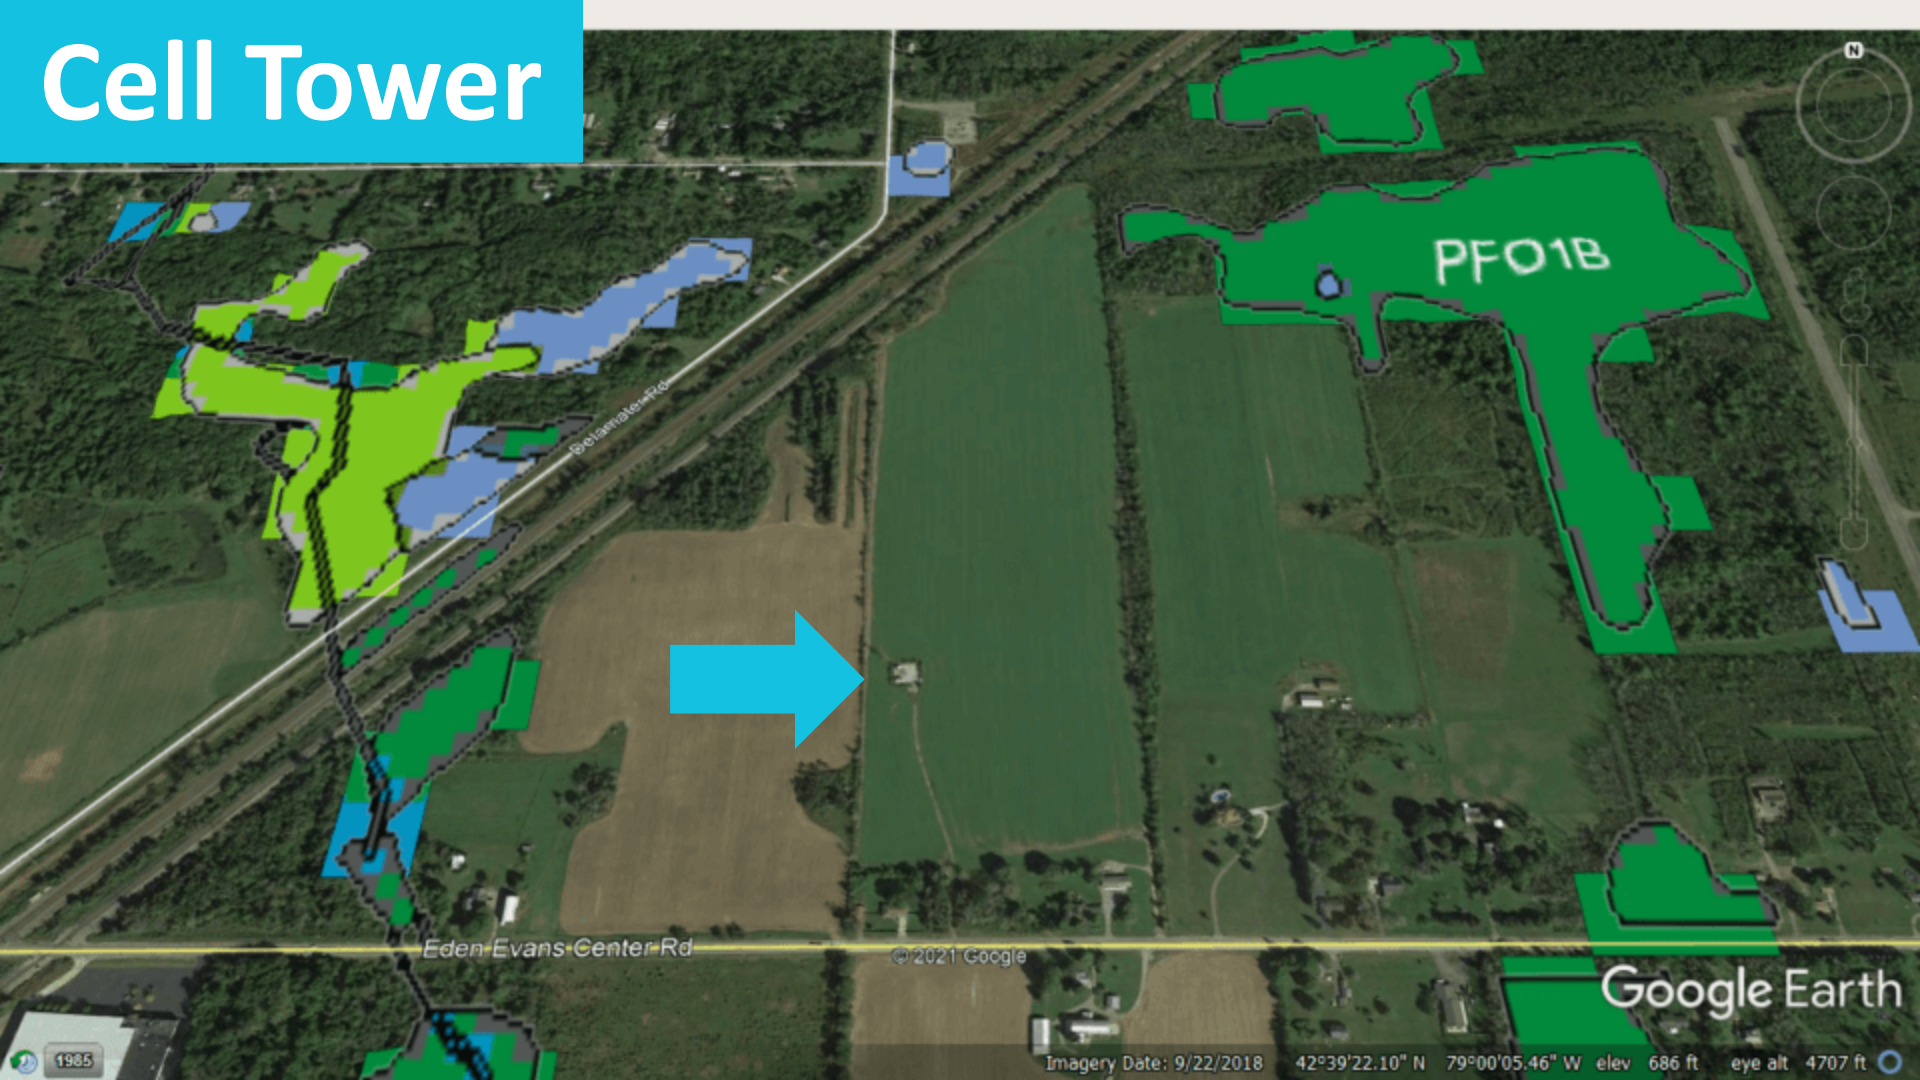 Cell Tower
N
PFO1B
Delamater Rd
Eden Evans Center Rd
© 2021 Google
Google Earth
1985
Imagery Date: 9/22/2018 42°39'22.10" N 79°00'05.46" W elev 686 ft eye alt 4707 ft